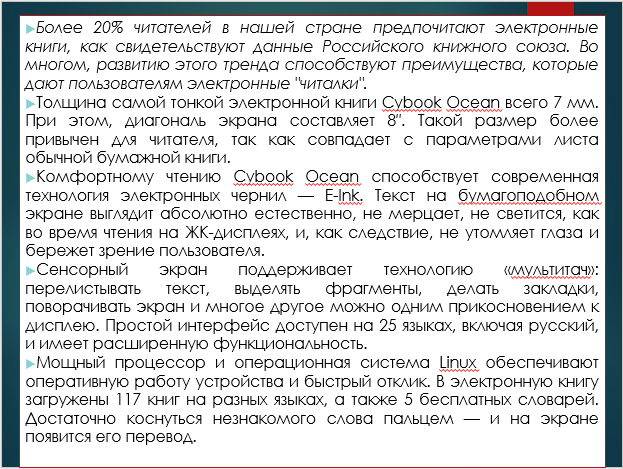 Более 20% читателей в нашей стране предпочитают электронные
книги, как свидетельствуют данные Российского книжного союза. Во
многом, развитию этого тренда способствуют преимущества, которые
дают пользователям электронные "читалки".
Толщина самой тонкой электронной книги Cybook Ocean всего 7 мм.
При этом, диагональ экрана составляет 8″. Такой размер более
привычен для читателя, так как совпадает с параметрами листа
обычной бумажной книги.
Комфортному чтению Cybook Ocean способствует современная
технология электронных чернил — E-Ink. Текст на бумагоподобном
экране выглядит абсолютно естественно, не мерцает, не светится, как
во время чтения на ЖК-дисплеях, и, как следствие, не утомляет глаза и
бережет зрение пользователя.
Сенсорный экран поддерживает технологию «мультитач»:
перелистывать текст, выделять фрагменты, делать закладки,
поворачивать экран и многое другое можно одним прикосновением к
дисплею. Простой интерфейс доступен на 25 языках, включая русский,
и имеет расширенную функциональность.
Мощный процессор и операционная система Linux обеспечивают
оперативную работу устройства и быстрый отклик. В электронную книгу
загружены 117 книг на разных языках, а также 5 бесплатных словарей.
Достаточно коснуться незнакомого слова пальцем — и на экране
появится его перевод.